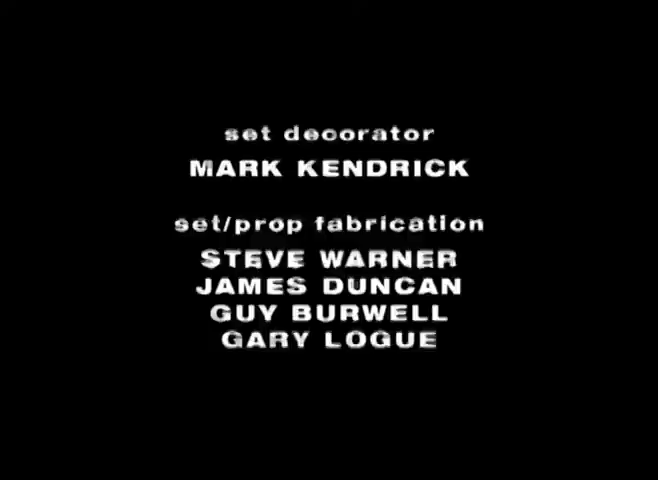 set decorator
MARK KENDRICK
set/prop fabrication
STEVE WARNER
JAMES DUNCAN
GUY BURWELL
GARY LOGUE